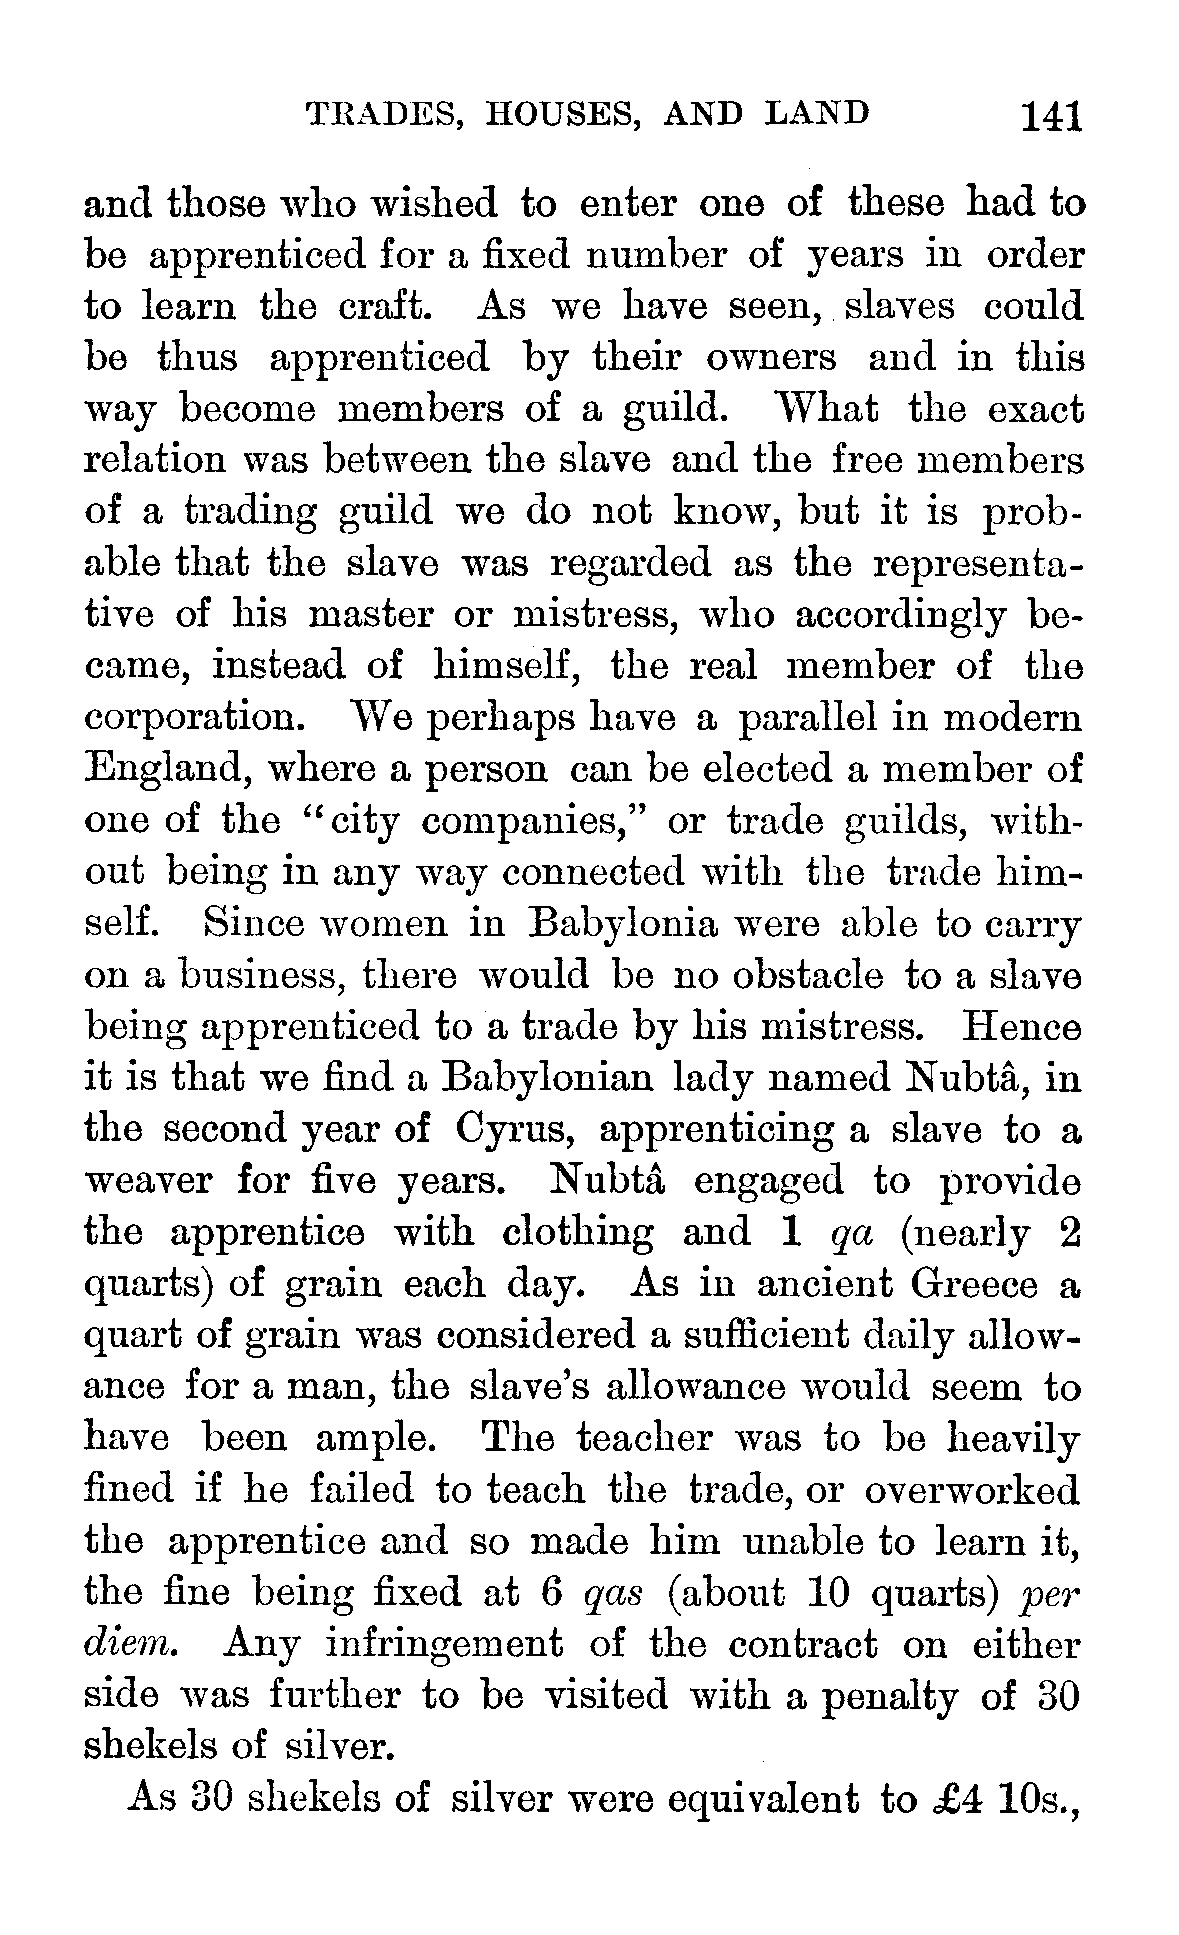 TRADES, HOUSES, AND LAND 141
and those who wished to enter one of these had to
be apprenticed for a fixed number of years in order
to learn the craft. As we have seen, slaves could
be thus apprenticed by their owners and in this
way become members of a guild. What the exact
relation was between the slave and the free members
of a trading guild we do not know, but it is prob-
able that the slave was regarded as the representa-
tive of his master or mistress, who accordingly be-
came, instead of himself, the real member of the
corporation. We perhaps have a parallel in modern
England, where a person can be elected a member of
one of the “city companies,” or trade guilds, with-
out being in any way connected with the trade him-
self. Since women in Babylonia were able to carry
on a business, there would be no obstacle to a slave
being apprenticed to a trade by his mistress. Hence
it is that we find a Babylonian lady named Nubtâ, in
the second year of Cyrus, apprenticing a slave to a
weaver for five years. Nubtâ engaged to provide
the apprentice with clothing and 1 qa (nearly 2
quarts) of grain each day. As in ancient Greece a
quart of grain was considered a sufficient daily allow-
ance for a man, the slave’s allowance would seem to
have been ample. The teacher was to be heavily
fined if he failed to teach the trade, or overworked
the apprentice and so made him unable to learn it,
the fine being fixed at 6 qas (about 10 quarts) per
diem. Any infringement of the contract on either
side was further to be visited with a penalty of 30
shekels of silver.
As 30 shekels of silver were equivalent to £4 10s.,